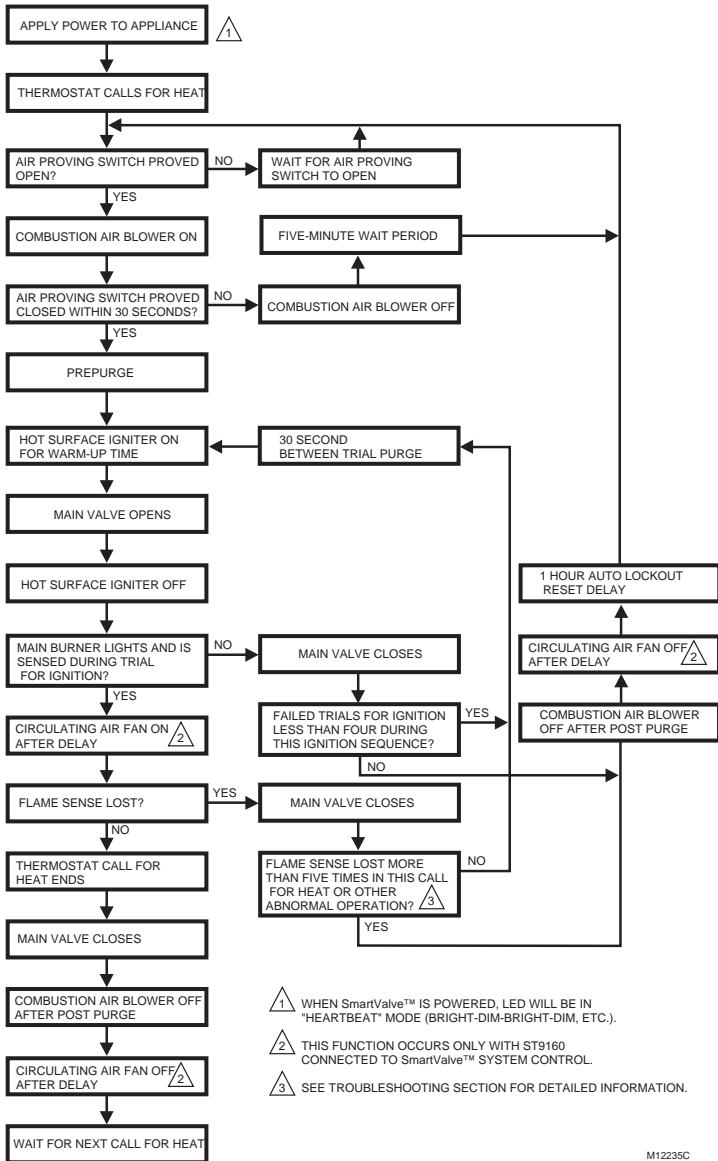 APPLY POWER TO APPLIANCE
1
THERMOSTAT CALLS FOR HEAT
AIR PROVING SWITCH PROVED
OPEN?
NO
WAIT FOR AIR PROVING
SWITCH TO OPEN
YES
COMBUSTION AIR BLOWER ON
FIVE-MINUTE WAIT PERIOD
AIR PROVING SWITCH PROVED
CLOSED WITHIN 30 SECONDS?
NO
COMBUSTION AIR BLOWER OFF
YES
PREPURGE
HOT SURFACE IGNITER ON
FOR WARM-UP TIME
30 SECOND
BETWEEN TRIAL PURGE
MAIN VALVE OPENS
HOT SURFACE IGNITER OFF
1 HOUR AUTO LOCKOUT
RESET DELAY
MAIN BURNER LIGHTS AND IS
SENSED DURING TRIAL
FOR IGNITION?
NO
MAIN VALVE CLOSES
CIRCULATING AIR FAN OFF
AFTER DELAY
2
YES
CIRCULATING AIR FAN ON
AFTER DELAY
2
FAILED TRIALS FOR IGNITION
LESS THAN FOUR DURING
THIS IGNITION SEQUENCE?
YES
COMBUSTION AIR BLOWER
OFF AFTER POST PURGE
NO
FLAME SENSE LOST?
YES
MAIN VALVE CLOSES
NO
THERMOSTAT CALL FOR
HEAT ENDS
FLAME SENSE LOST MORE
THAN FIVE TIMES IN THIS CALL
FOR HEAT OR OTHER
ABNORMAL OPERATION?
3
NO
YES
MAIN VALVE CLOSES
COMBUSTION AIR BLOWER OFF
AFTER POST PURGE
CIRCULATING AIR FAN OFF
AFTER DELAY
2
WAIT FOR NEXT CALL FOR HEAT
1 WHEN SmartValve™ IS POWERED, LED WILL BE IN
"HEARTBEAT" MODE (BRIGHT-DIM-BRIGHT-DIM, ETC.).
2 THIS FUNCTION OCCURS ONLY WITH ST9160
CONNECTED TO SmartValve™ SYSTEM CONTROL.
3 SEE TROUBLESHOOTING SECTION FOR DETAILED INFORMATION.
M12235C